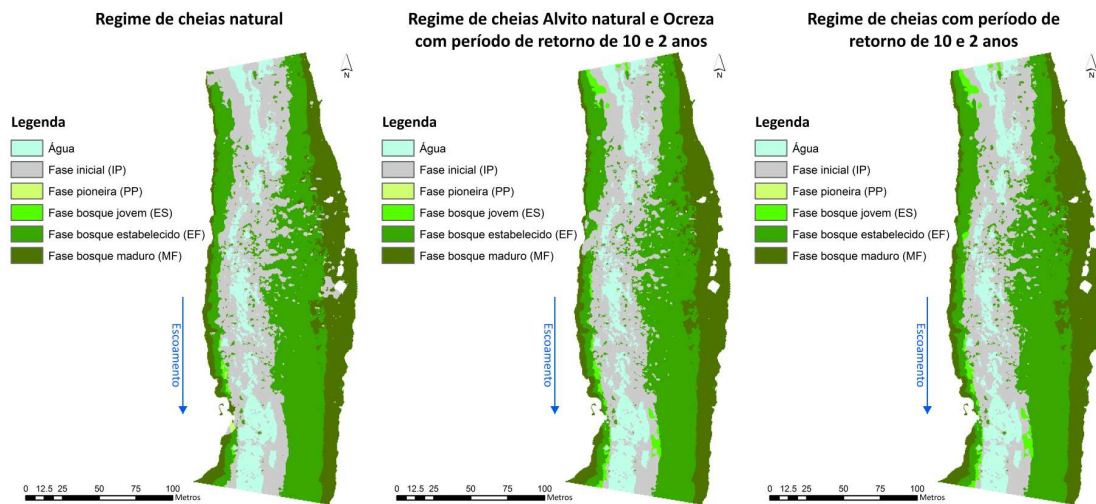 Regime de cheias natural
N
Legenda
Água
Fase inicial (IP)
Fase pioneira (PP)
Fase bosque jovem (ES)
Fase bosque estabelecido (EF)
Fase bosque maduro (MF)
Escoamento
0 12.5 25 50 75 100
Metros
Regime de cheias Alvito natural e Ocreza
com período de retorno de 10 e 2 anos
N
Legenda
Água
Fase inicial (IP)
Fase pioneira (PP)
Fase bosque jovem (ES)
Fase bosque estabelecido (EF)
Fase bosque maduro (MF)
Escoamento
0 12.5 25 50 75 100
Metros
Regime de cheias com período de
retorno de 10 e 2 anos
N
Legenda
Água
Fase inicial (IP)
Fase pioneira (PP)
Fase bosque jovem (ES)
Fase bosque estabelecido (EF)
Fase bosque maduro (MF)
Escoamento
0 12.5 25 50 75 100
Metros